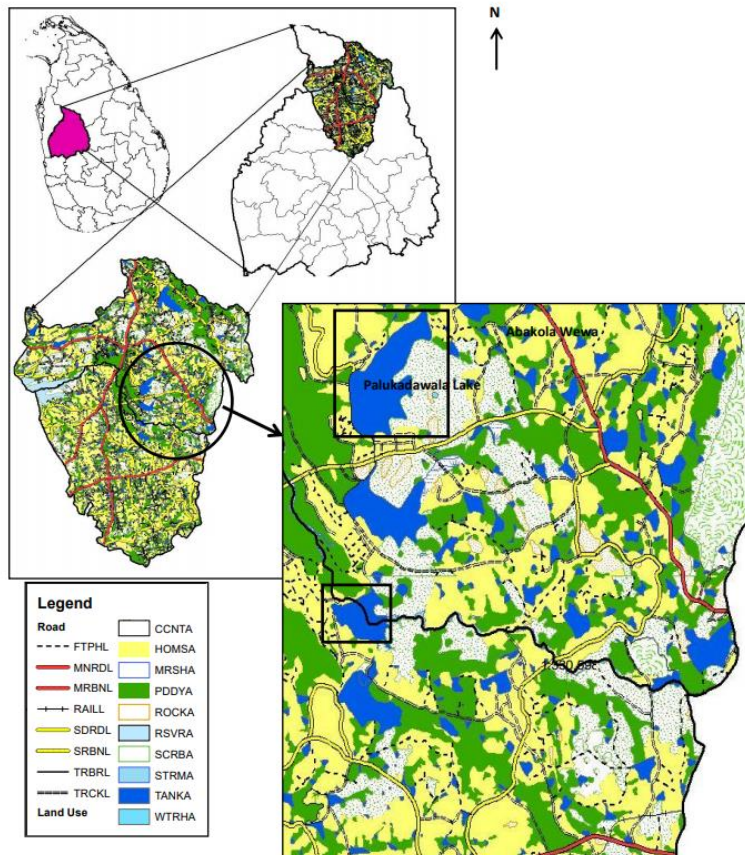 N
Abakola Wewa
Palukadawala Lake
Legend
Road
FTPHL
MNRDL
MRBNL
RAILL
SDRDL
SRBNL
TRBRL
TRCKL
Land Use
CCNTA
HOMSA
MRSHA
PDDYA
ROCKA
RSVRA
SCRBA
STRMA
TANKA
WTRHA